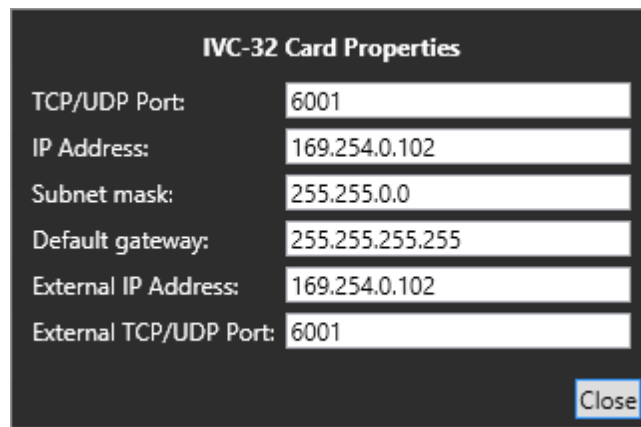 IVC-32 Card Properties
TCP/UDP Port: 6001
IP Address: 169.254.0.102
Subnet mask: 255.255.0.0
Default gateway: 255.255.255.255
External IP Address: 169.254.0.102
External TCP/UDP Port: 6001
Close